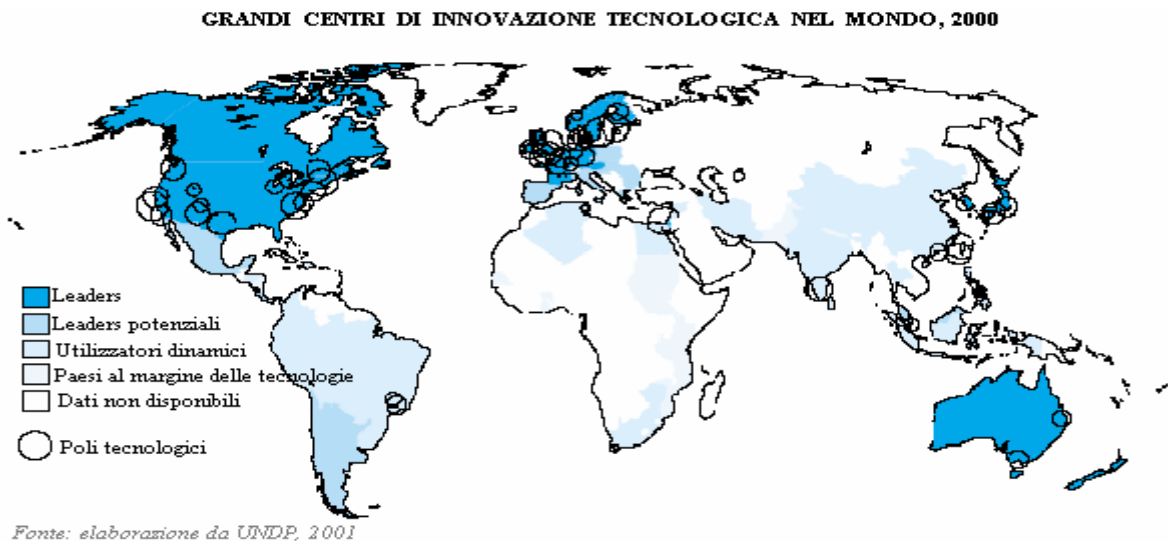 GRANDI CENTRI DI INNOVAZIONE TECNOLOGICA NEL MONDO, 2000
Leaders
Leaders potenziali
Utilizzatori dinamici
Paesi al margine delle tecnologie
Dati non disponibili
Poli tecnologici
Fonte: elaborazione da UNDP, 2001